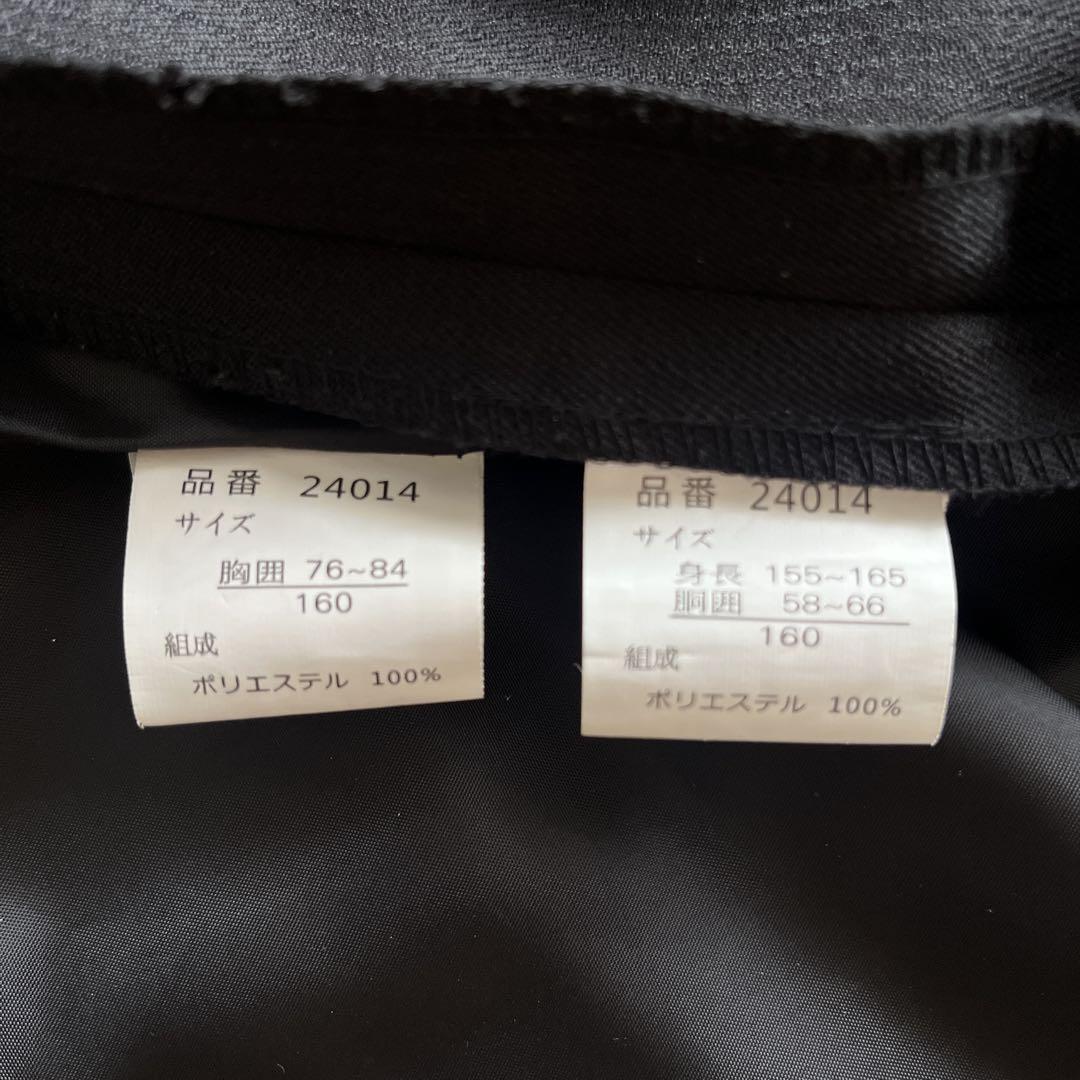 品番 24014
サイズ
胸囲 76~84
160
組成
ポリエステル 100%
品番 24014
サイズ
身長 155~165
胴囲 58~66
160
組成
ポリエステル 100%